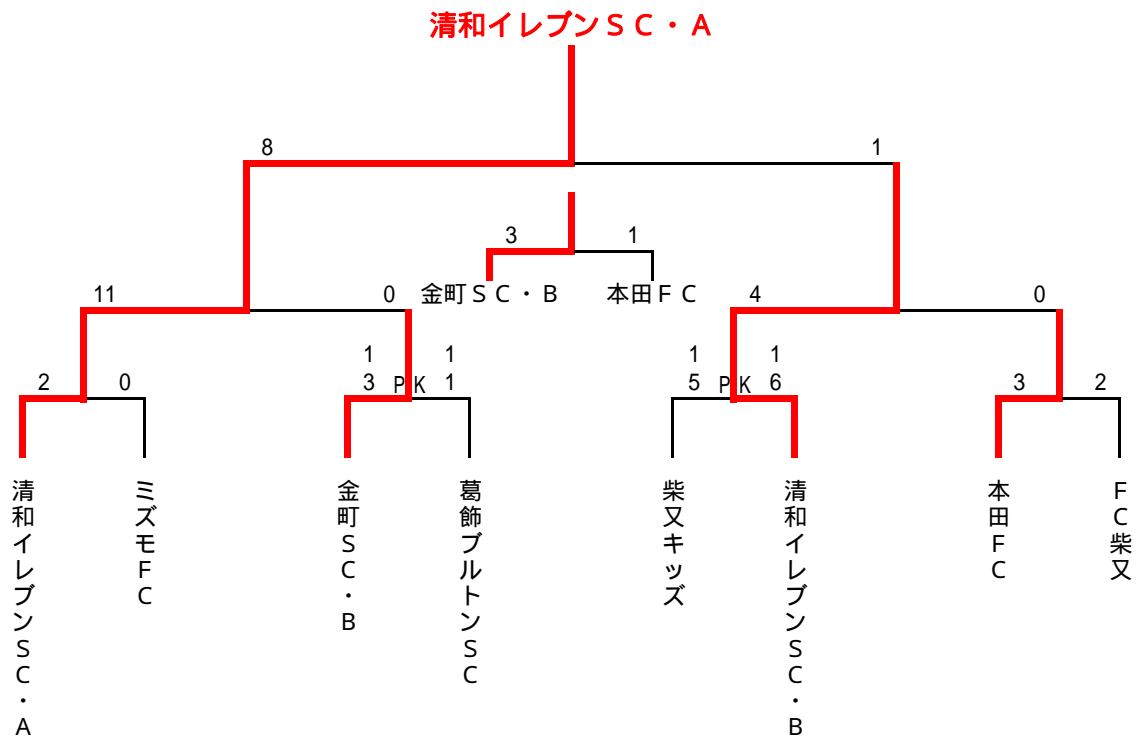 清和イレブンＳＣ・Ａ
8 1
3 1
金町ＳＣ・Ｂ 本田ＦＣ
11 0 4 0
1 1 1 1
2 0 3 ＰＫ 1 5 ＰＫ 6 3 2
清和イレブンＳＣ・Ａ
ミズモＦＣ
金町ＳＣ・Ｂ
葛飾ブルトンＳＣ
柴又キッズ
清和イレブンＳＣ・Ｂ
本田ＦＣ
ＦＣ柴又